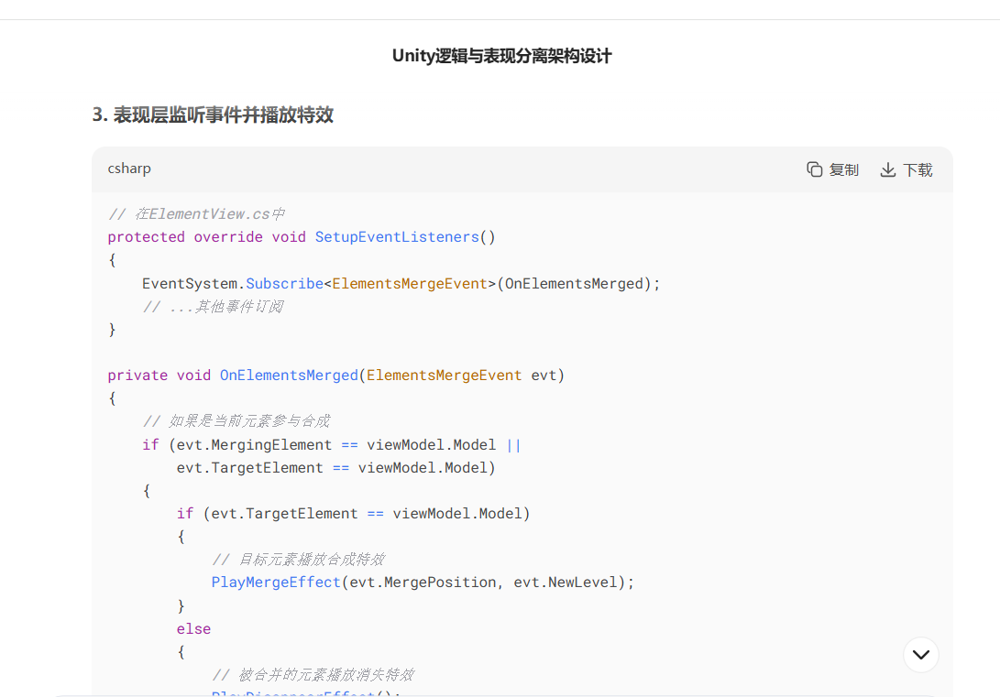 Unity逻辑与表现分离架构设计
3. 表现层监听事件并播放特效
csharp
复制
下载
// 在ElementView.cs中
protected override void SetupEventListeners()
{
    EventSystem.Subscribe<ElementsMergeEvent>(OnElementsMerged);
    // ...其他事件订阅
}
private void OnElementsMerged(ElementsMergeEvent evt)
{
    // 如果是当前元素参与合成
    if (evt.MergingElement == viewModel.Model ||
        evt.TargetElement == viewModel.Model)
    {
        if (evt.TargetElement == viewModel.Model)
        {
            // 目标元素播放合成特效
            PlayMergeEffect(evt.MergePosition, evt.NewLevel);
        }
        else
        {
            // 被合并的元素播放消失特效
            PlayDisappearEffect();